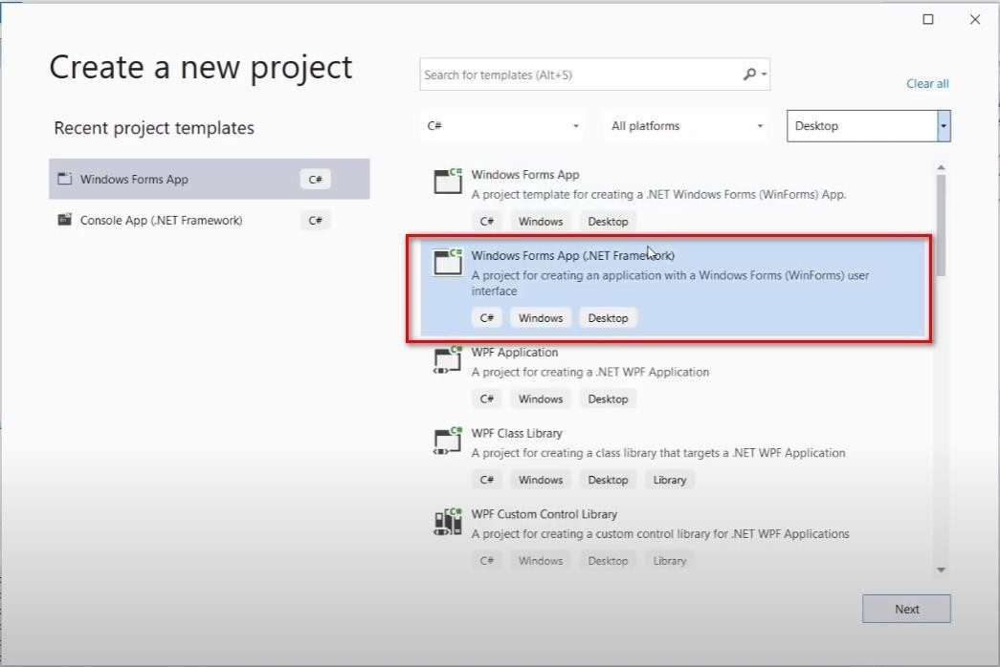 Create a new project
Search for templates (Alt+S)
Clear all
Recent project templates
C#
All platforms
Desktop
Windows Forms App
C#
Console App (.NET Framework)
C#
C#
Windows Forms App
A project template for creating a .NET Windows Forms (WinForms) App.
C# Windows Desktop
C#
Windows Forms App (.NET Framework)
A project for creating an application with a Windows Forms (WinForms) user
interface
C# Windows Desktop
C#
WPF Application
A project for creating a .NET WPF Application
C# Windows Desktop
C#
WPF Class Library
A project for creating a class library that targets a .NET WPF Application
C# Windows Desktop Library
C#
WPF Custom Control Library
A project for creating a custom control library for .NET WPF Applications
C# Windows Desktop Library
Next